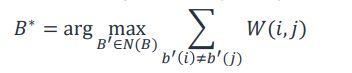 B* = arg max_{B'∈N(B)} ∑_{b'(i)≠b'(j)} W(i,j)